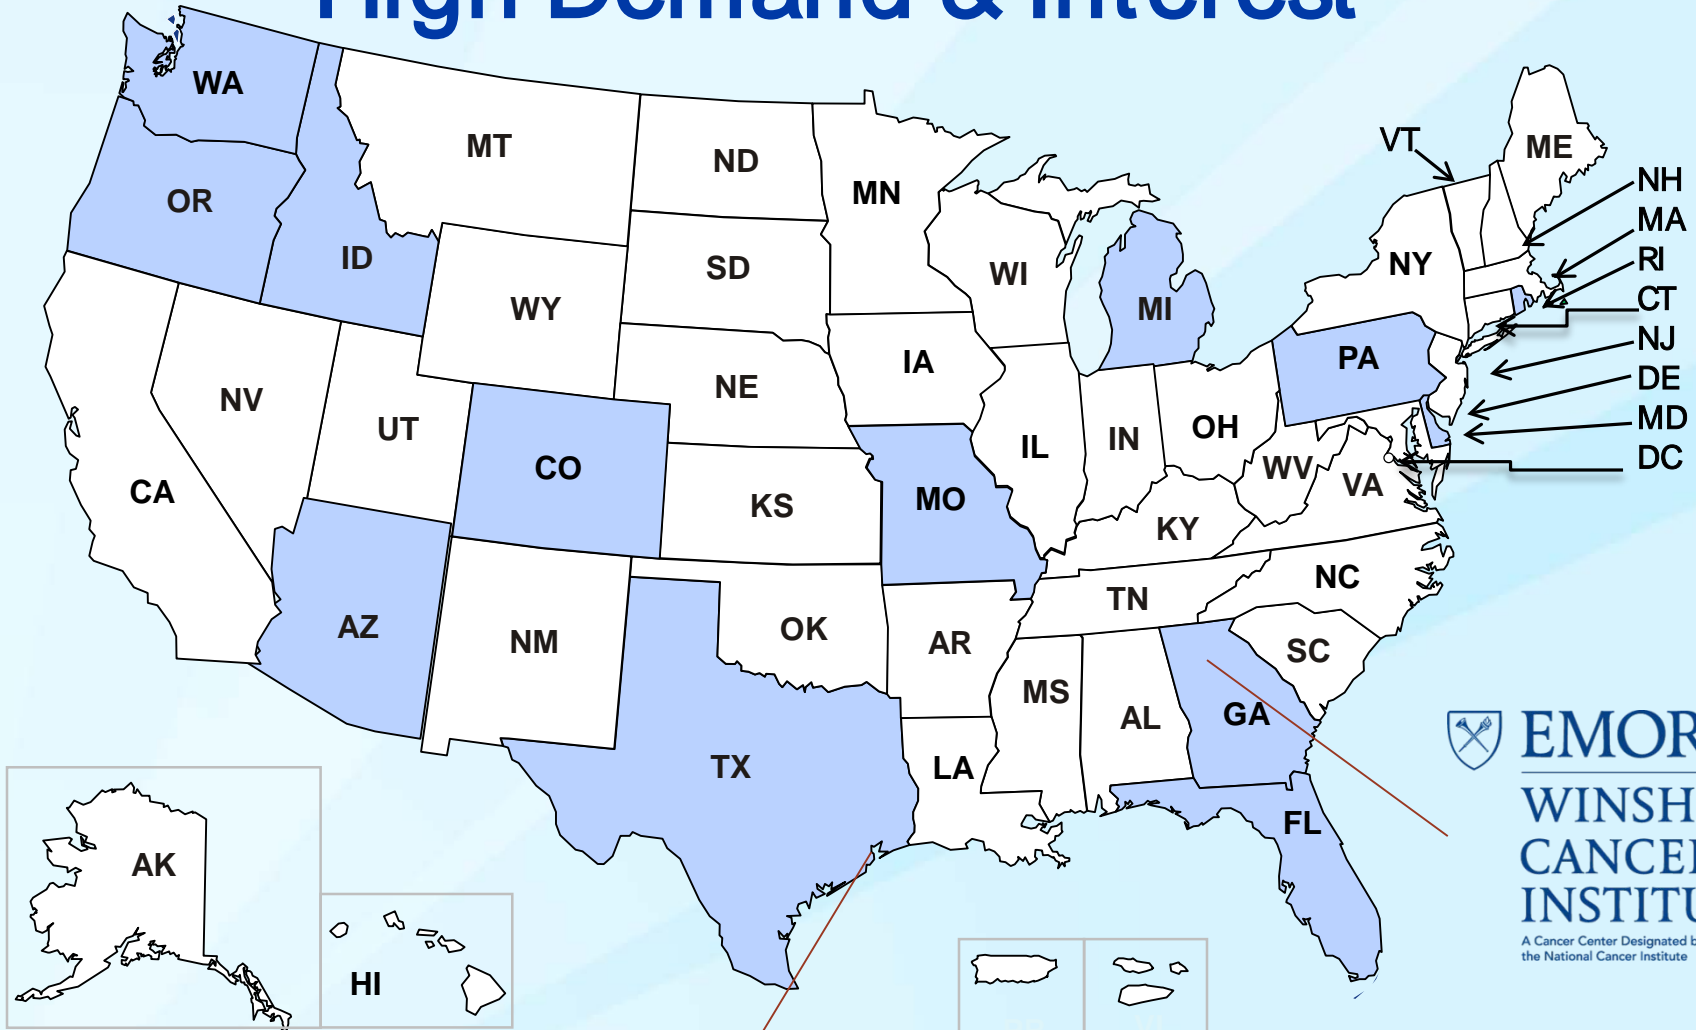 High Demand & Interest
WA
MT
ND
MN
VT
ME
OR
ID
WY
SD
WI
MI
NY
NH
MA
RI
CT
NJ
DE
MD
DC
NV
UT
CO
NE
IA
IL
IN
OH
PA
WV
VA
CA
AZ
NM
KS
MO
KY
OK
AR
TN
NC
SC
TX
LA
MS
AL
GA
FL
AK
HI
EMOR
WINSH
CANCE
INSTITU
A Cancer Center Designated b
the National Cancer Institute